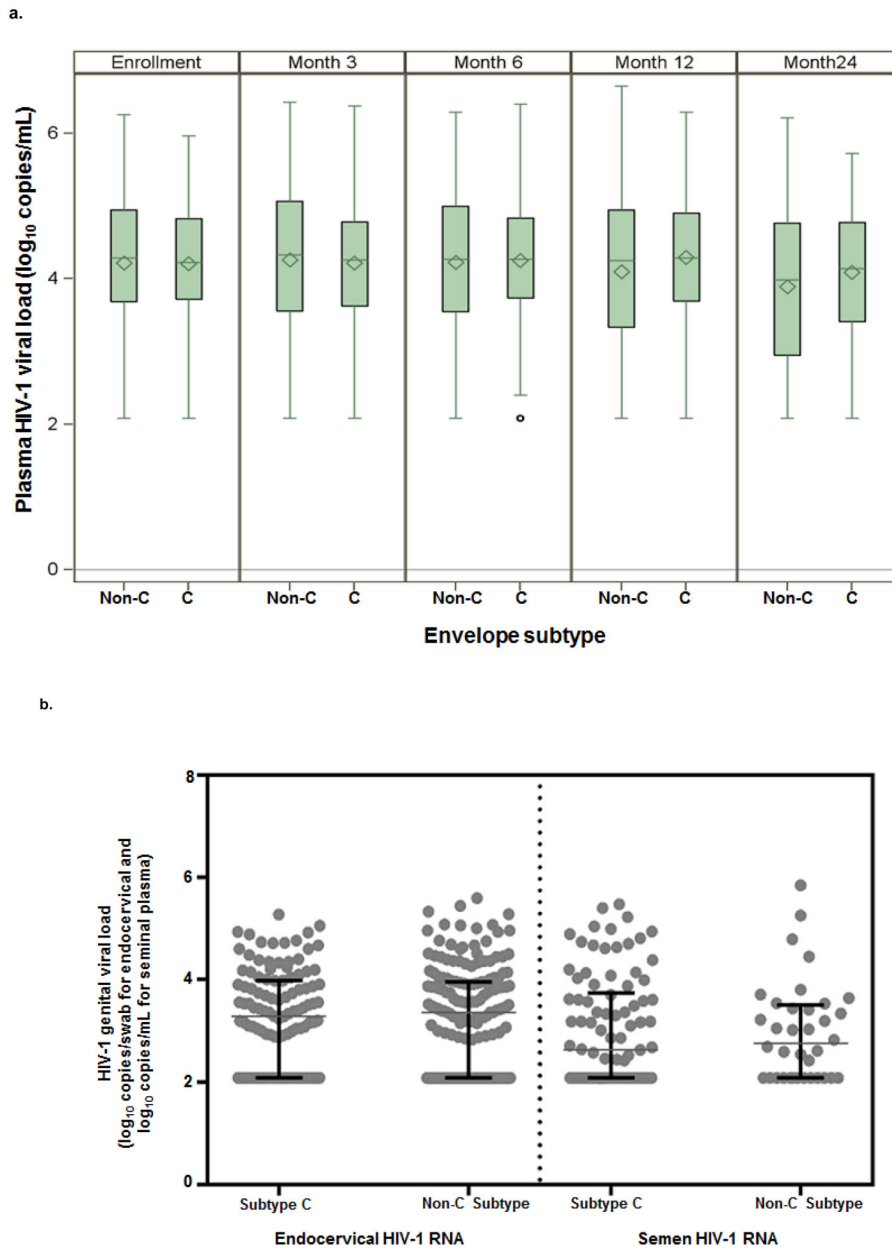 a.
Enrollment Month 3 Month 6 Month 12 Month24
Plasma HIV-1 viral load (log10 copies/mL)
6
4
2
0
Non-C C Non-C C Non-C C Non-C C Non-C C
Envelope subtype
b.
HIV-1 genital viral load
(log10 copies/swab for endocervical and
log10 copies/mL for seminal plasma)
8
6
4
2
0
Subtype C Non-C Subtype Subtype C Non-C Subtype
Endocervical HIV-1 RNA Semen HIV-1 RNA